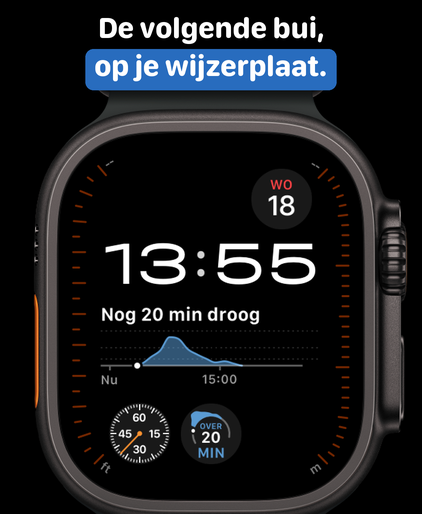 De volgende bui,
op je wijzerplaat.
WO
18
13:55
Nog 20 min droog
Nu 15:00
60
45 15
30
OVER
20
MIN
ft m